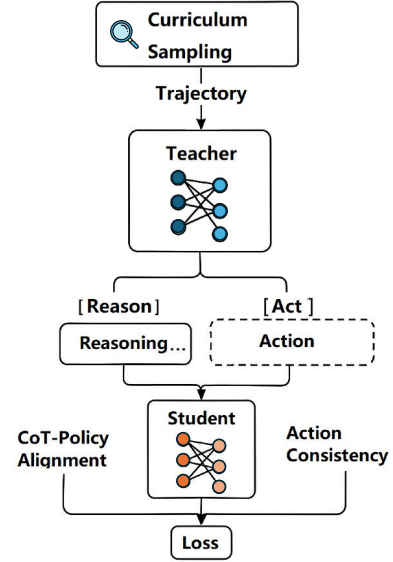 Curriculum
Sampling
Trajectory
Teacher
[Reason] [Act ]
Reasoning... Action
Student
CoT-Policy
Alignment
Action
Consistency
Loss